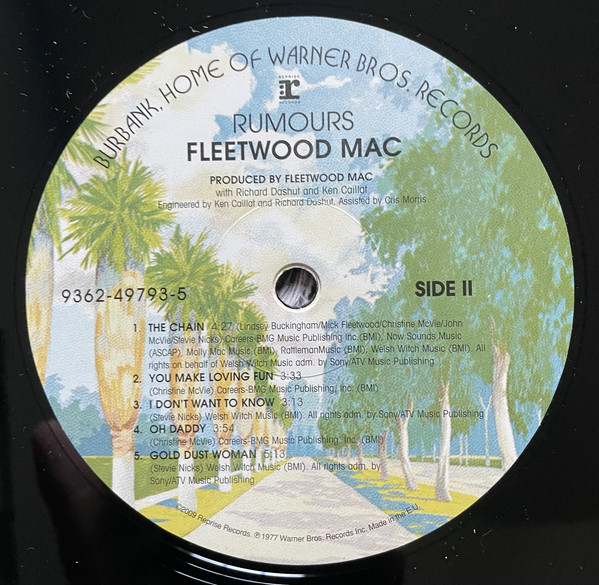 BURBANK, HOME OF WARNER BROS. RECORDS
REPRISE
r
RECORDS
RUMOURS
FLEETWOOD MAC
PRODUCED BY FLEETWOOD MAC
with Richard Dashut and Ken Caillat
Engineered by Ken Caillat and Richard Dashut, Assisted by Cris Morris
9362-49793-5
SIDE II
1. THE CHAIN 4:27 (Lindsey Buckingham/Mick Fleetwood/Christine McVie/John
McVie/Stevie Nicks) Careers-BMG Music Publishing Inc.(BMI), Now Sounds Music
(ASCAP), Molly Mac Music (BMI), RattlemanMusic (BMI), Welsh Witch Music (BMI). All
rights on behalf of Welsh Witch Music adm. by Sony/ATV Music Publishing
2. YOU MAKE LOVING FUN 3:33
(Christine McVie) Careers-BMG Music Publishing, Inc. (BMI)
3. I DON'T WANT TO KNOW 3:13
(Stevie Nicks) Welsh Witch Music (BMI). All rights adm. by Sony/ATV Music Publishing
4. OH DADDY 3:54
(Christine McVie) Careers-BMG Music Publishing, Inc. (BMI)
5. GOLD DUST WOMAN 5:13
(Stevie Nicks) Welsh Witch Music (BMI). All rights adm. by
Sony/ATV Music Publishing
©2009 Reprise Records. ℗1977 Warner Bros. Records Inc. Made in the E.U.